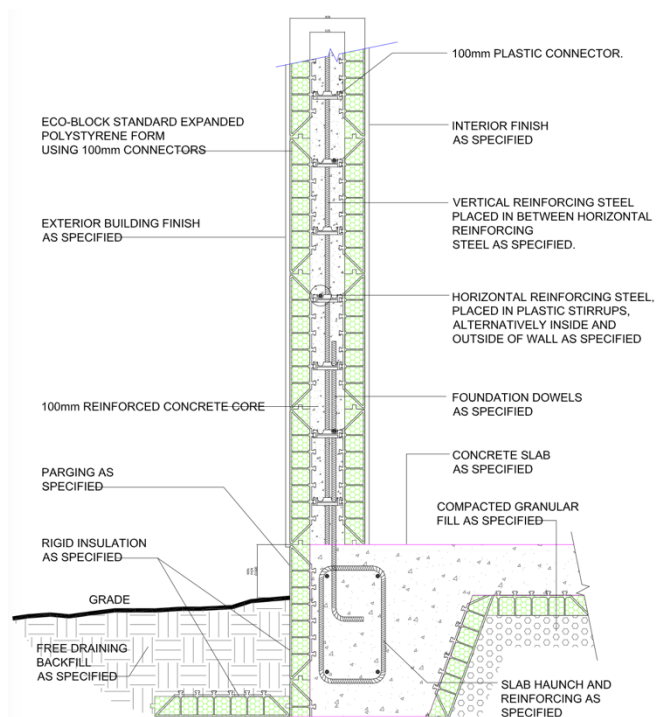 100mm PLASTIC CONNECTOR.
ECO-BLOCK STANDARD EXPANDED
POLYSTYRENE FORM
USING 100mm CONNECTORS
INTERIOR FINISH
AS SPECIFIED
VERTICAL REINFORCING STEEL
PLACED IN BETWEEN HORIZONTAL
REINFORCING
STEEL AS SPECIFIED.
EXTERIOR BUILDING FINISH
AS SPECIFIED
HORIZONTAL REINFORCING STEEL,
PLACED IN PLASTIC STIRRUPS,
ALTERNATIVELY INSIDE AND
OUTSIDE OF WALL AS SPECIFIED
100mm REINFORCED CONCRETE CORE
FOUNDATION DOWELS
AS SPECIFIED
CONCRETE SLAB
AS SPECIFIED
PARGING AS
SPECIFIED
COMPACTED GRANULAR
FILL AS SPECIFIED
RIGID INSULATION
AS SPECIFIED
GRADE
FREE DRAINING
BACKFILL
AS SPECIFIED
SLAB HAUNCH AND
REINFORCING AS
SPECIFIED